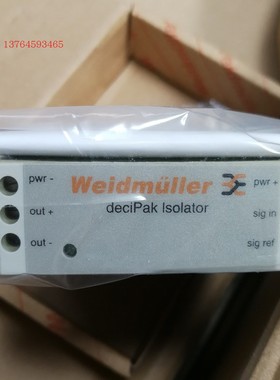 13764593465
pwr -
Weidmüller
pwr +
out +
deciPak Isolator
sig in
out -
sig ref